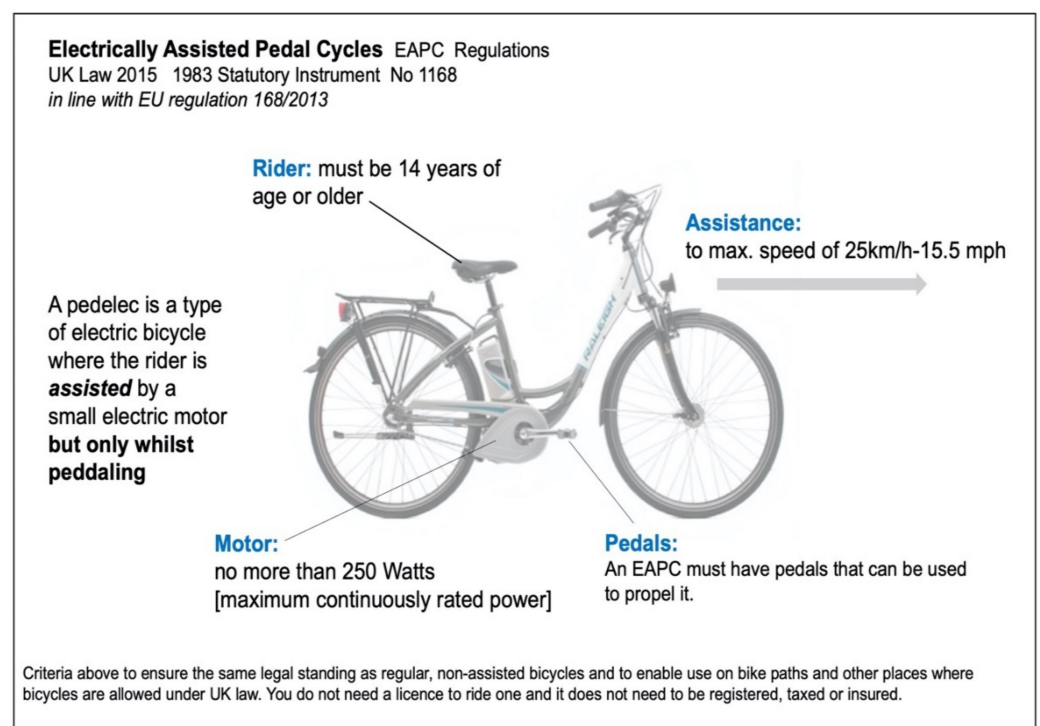 Electrically Assisted Pedal Cycles EAPC Regulations
UK Law 2015 1983 Statutory Instrument No 1168
in line with EU regulation 168/2013
Rider: must be 14 years of
age or older
Assistance:
to max. speed of 25km/h-15.5 mph
A pedelec is a type
of electric bicycle
where the rider is
assisted by a
small electric motor
but only whilst
peddaling
RALEIGH
Motor:
no more than 250 Watts
[maximum continuously rated power]
Pedals:
An EAPC must have pedals that can be used
to propel it.
Criteria above to ensure the same legal standing as regular, non-assisted bicycles and to enable use on bike paths and other places where
bicycles are allowed under UK law. You do not need a licence to ride one and it does not need to be registered, taxed or insured.